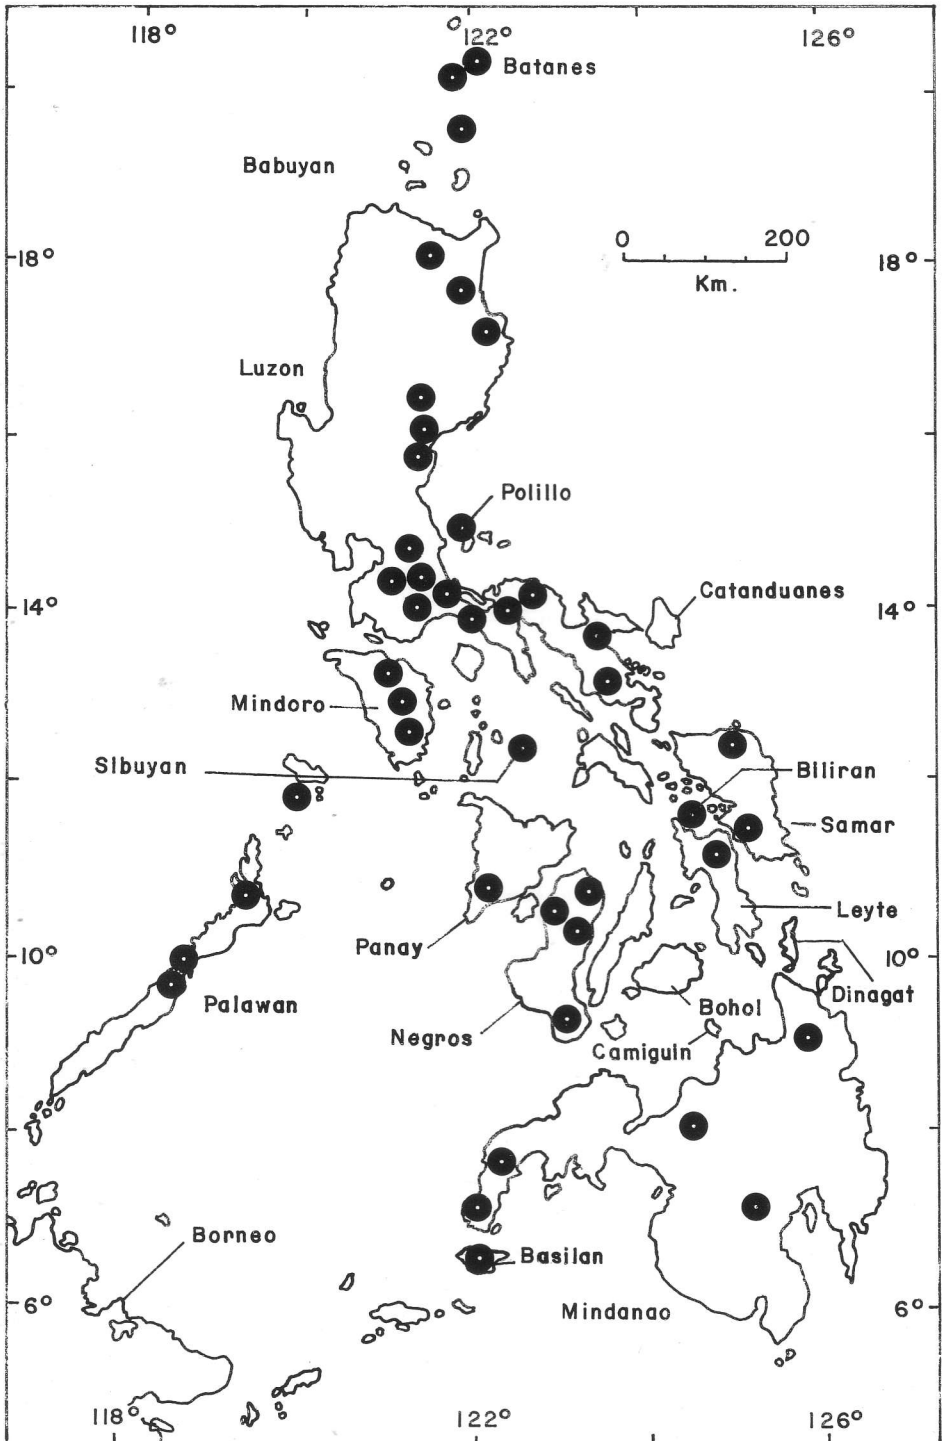 118°
122°
126°
Batanes
Babuyan
0
200
Km.
18°
18°
Luzon
Polillo
Catanduanes
14°
14°
Mindoro
Sibuyan
Biliran
Samar
Leyte
Panay
10°
10°
Dinagat
Palawan
Bohol
Negros
Camiguin
Borneo
Basilan
6°
6°
Mindanao
118°
122°
126°